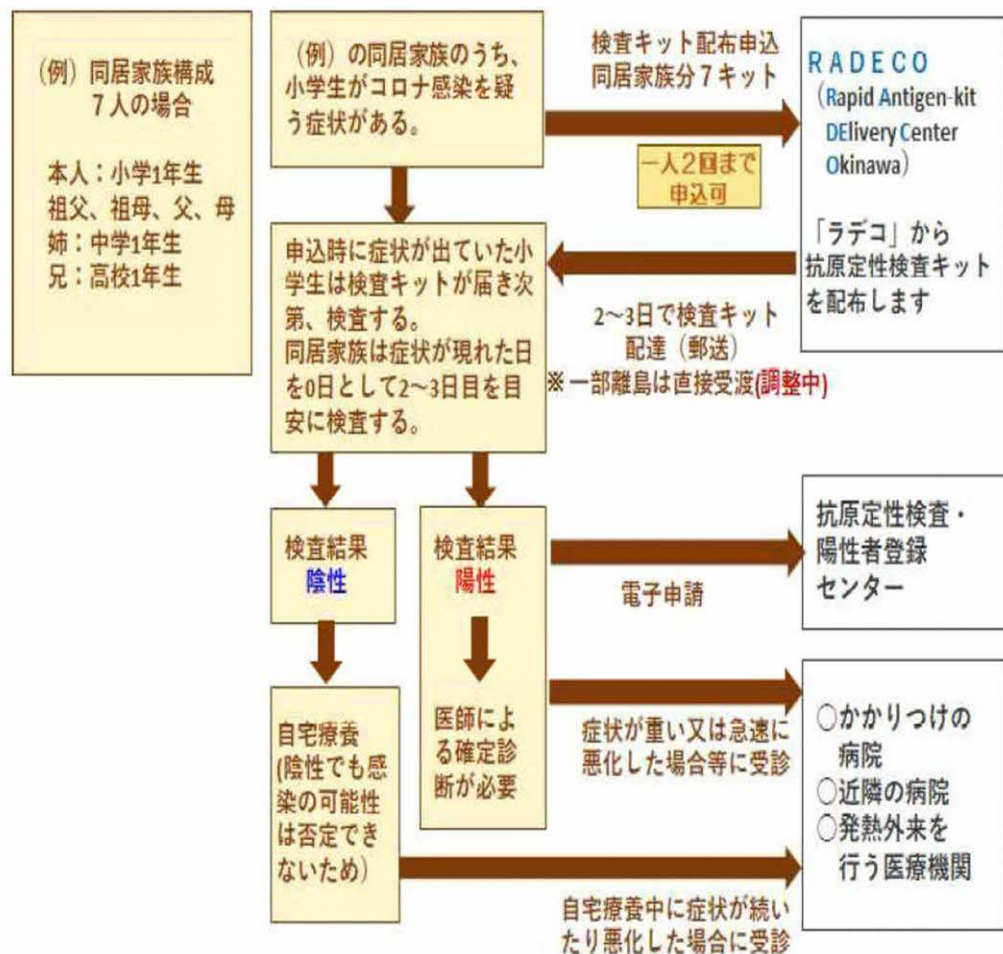 （例）同居家族構成
７人の場合
本人：小学1年生
祖父、祖母、父、母
姉：中学1年生
兄：高校1年生
（例）の同居家族のうち、
小学生がコロナ感染を疑
う症状がある。
検査キット配布申込
同居家族分７キット
一人２回まで
申込可
RADECO
（Rapid Antigen-kit
DElivery Center
Okinawa）
「ラデコ」から
抗原定性検査キット
を配布します
申込時に症状が出ていた小
学生は検査キットが届き次
第、検査する。
同居家族は症状が現れた日
を0日として2～3日目を目
安に検査する。
2～3日で検査キット
配達（郵送）
※ 一部離島は直接受渡(調整中)
検査結果
陰性
検査結果
陽性
医師によ
る確定診
断が必要
電子申請
抗原定性検査・
陽性者登録
センター
自宅療養
(陰性でも感
染の可能性
は否定でき
ないため）
症状が重い又は急速に
悪化した場合等に受診
○かかりつけの
病院
○近隣の病院
○発熱外来を
行う医療機関
自宅療養中に症状が続い
たり悪化した場合に受診